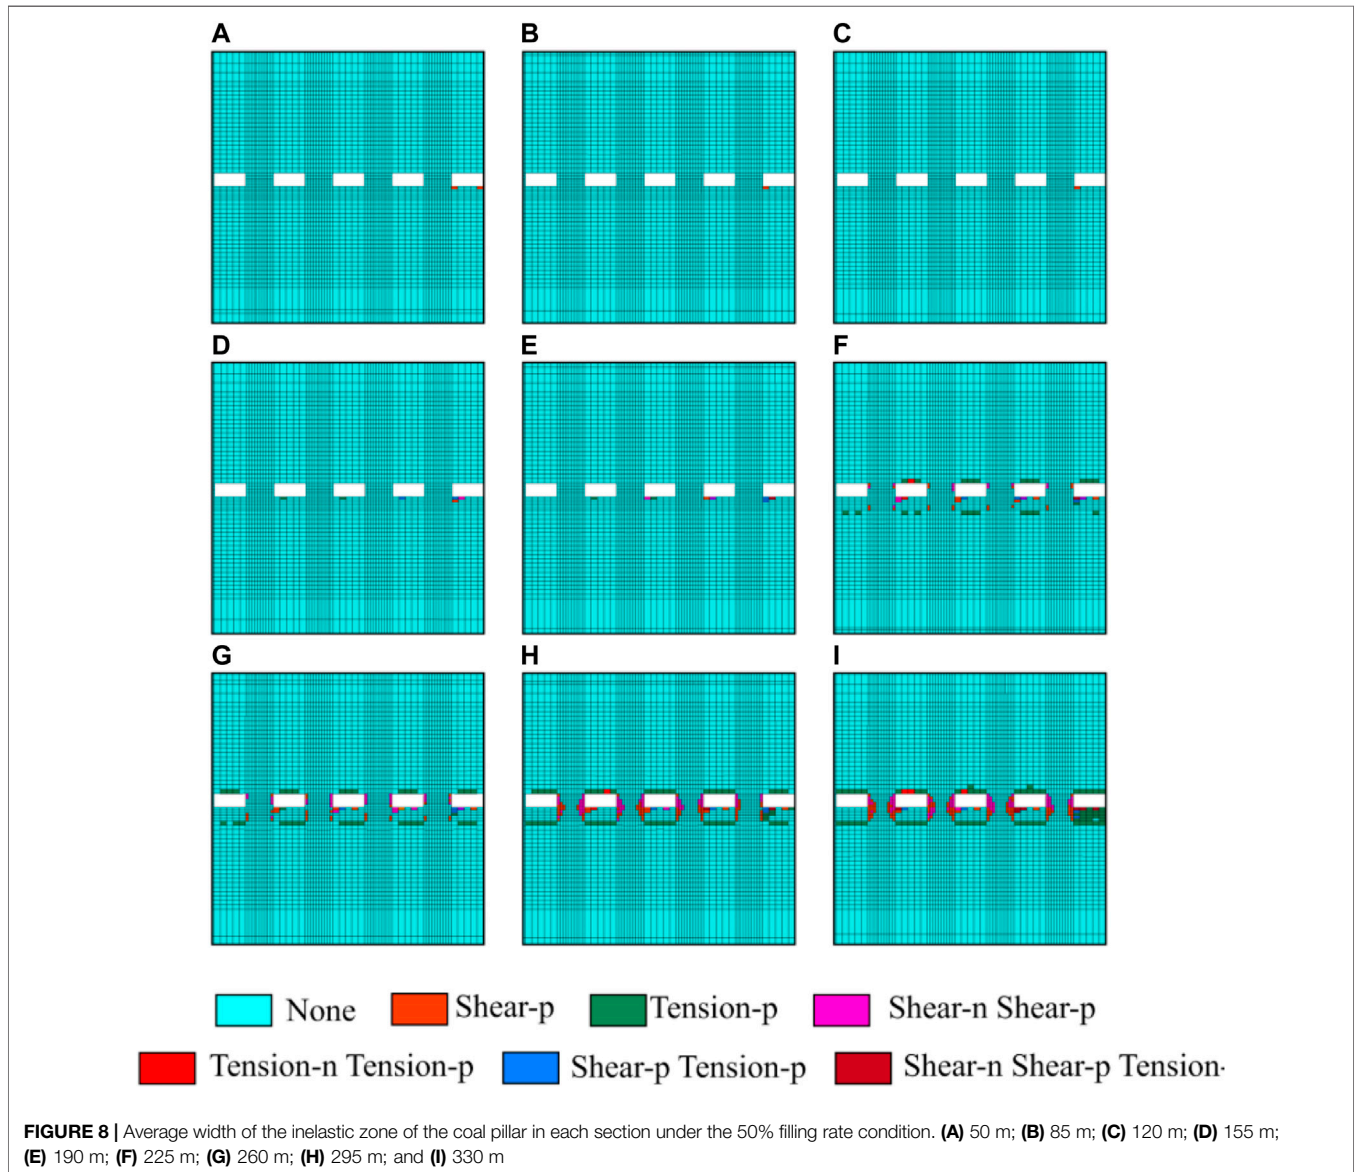 A B C
D E F
G H I
None Shear-p Tension-p Shear-n Shear-p
Tension-n Tension-p Shear-p Tension-p Shear-n Shear-p Tension-
FIGURE 8 | Average width of the inelastic zone of the coal pillar in each section under the 50% filling rate condition. (A) 50 m; (B) 85 m; (C) 120 m; (D) 155 m;
(E) 190 m; (F) 225 m; (G) 260 m; (H) 295 m; and (I) 330 m